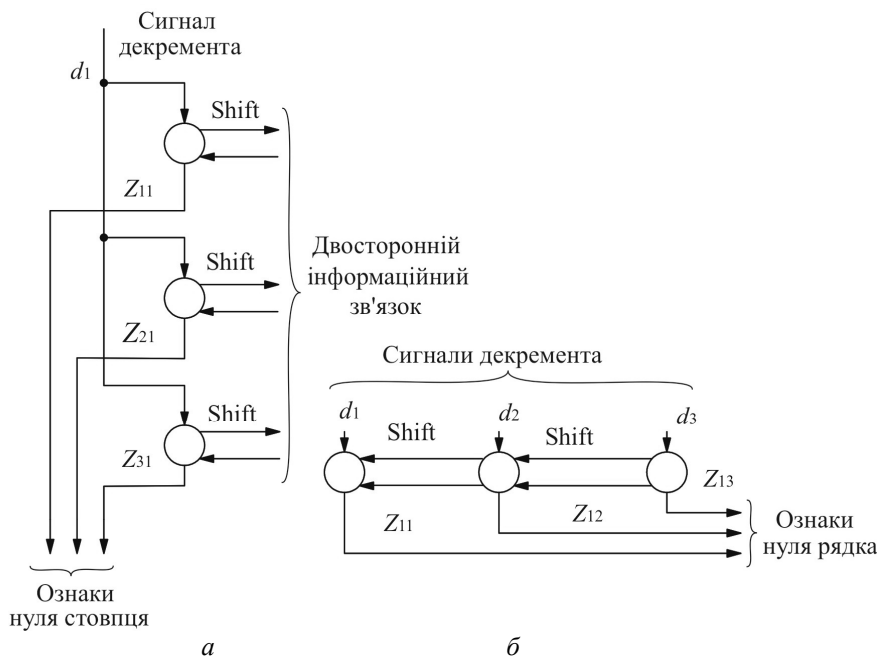 Сигнал
декремента
d1
Shift
Z11
Shift
Z21
Shift
Z31
Двосторонній
інформаційний
зв'язок
Ознаки
нуля стовпця
а
Сигнали декремента
d1
d2
d3
Shift
Shift
Z11
Z12
Z13
Ознаки
нуля рядка
б